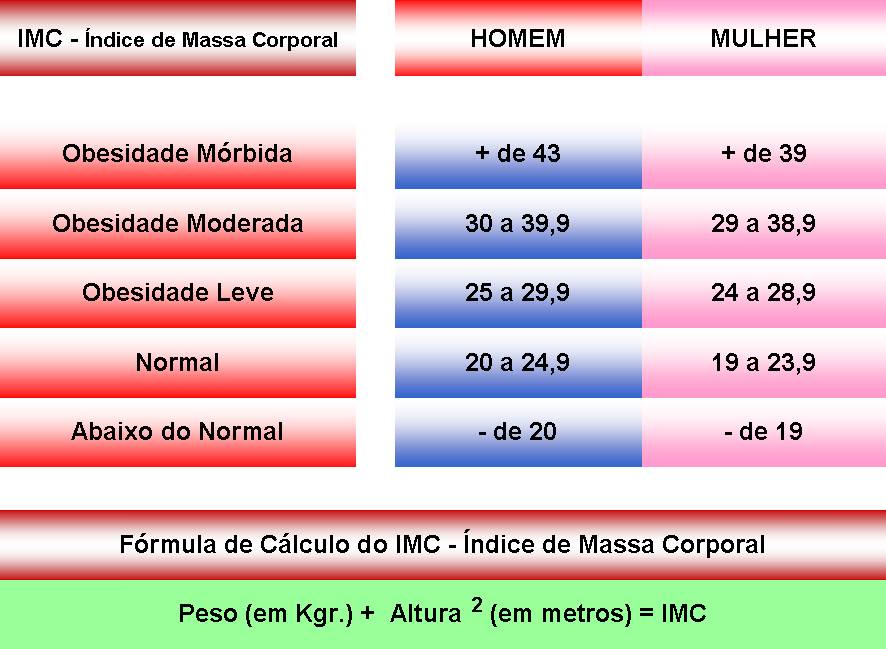 IMC - Índice de Massa Corporal HOMEM MULHER
Obesidade Mórbida + de 43 + de 39
Obesidade Moderada 30 a 39,9 29 a 38,9
Obesidade Leve 25 a 29,9 24 a 28,9
Normal 20 a 24,9 19 a 23,9
Abaixo do Normal - de 20 - de 19
Fórmula de Cálculo do IMC - Índice de Massa Corporal
Peso (em Kgr.) + Altura ² (em metros) = IMC